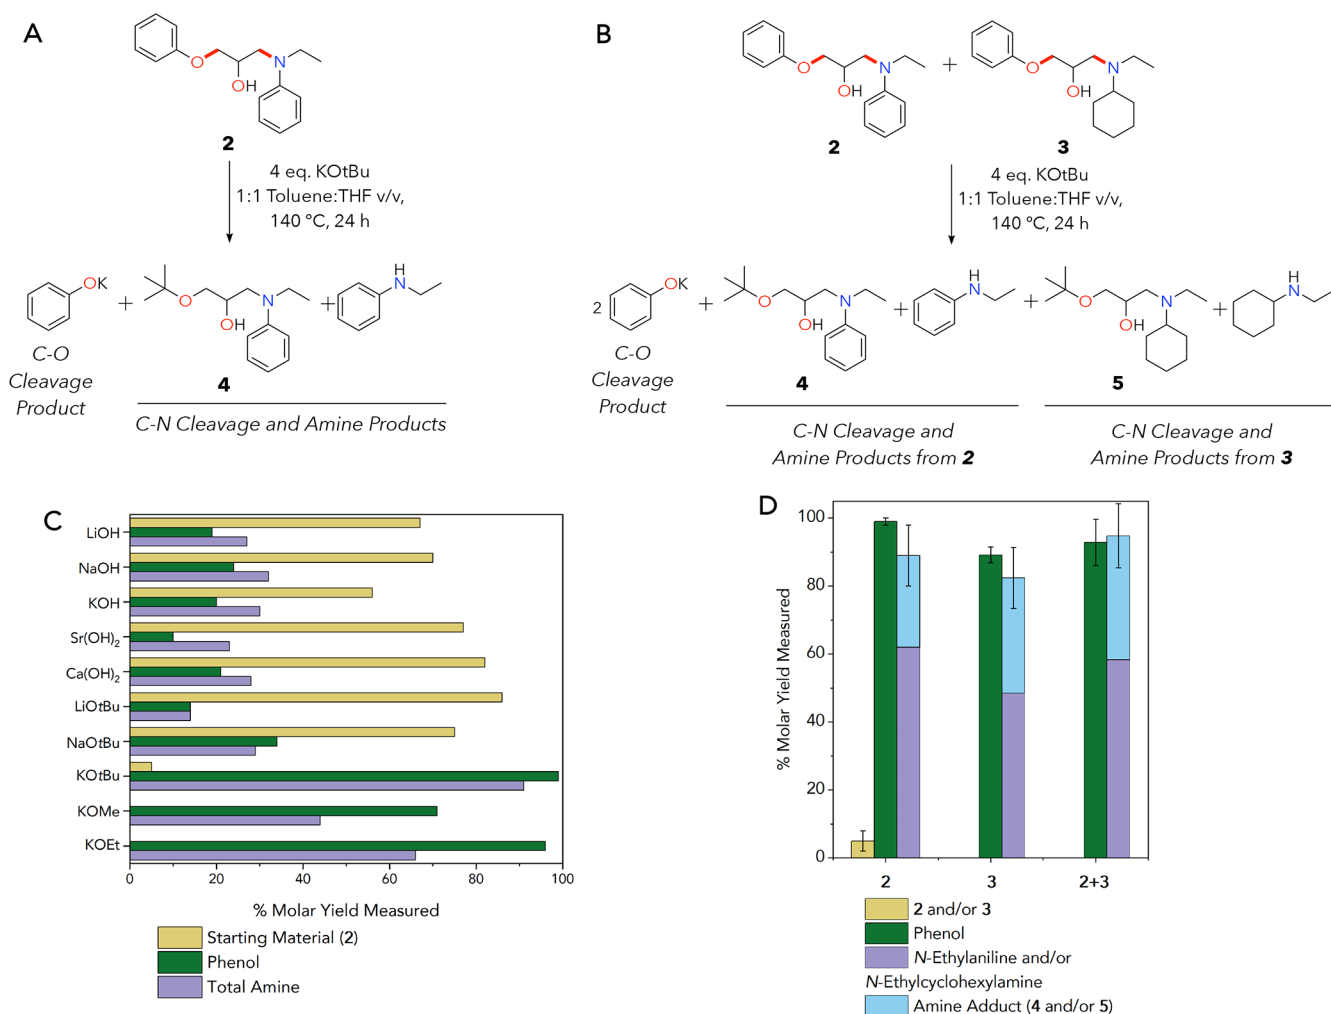 A
O
N
OH
2
4 eq. KOtBu
1:1 Toluene:THF v/v,
140 °C, 24 h
OK
+
O
OH
N
+
H
N
C-O
Cleavage
Product
4
C-N Cleavage and Amine Products
B
O
N
OH
2
+
O
N
OH
3
4 eq. KOtBu
1:1 Toluene:THF v/v,
140 °C, 24 h
2
OK
+
O
OH
N
+
H
N
+
O
OH
N
+
H
N
C-O
Cleavage
Product
4
5
C-N Cleavage and
Amine Products from 2
C-N Cleavage and
Amine Products from 3
C
LiOH
NaOH
KOH
Sr(OH)2
Ca(OH)2
LiOtBu
NaOtBu
KOtBu
KOMe
KOEt
0 20 40 60 80 100
% Molar Yield Measured
Starting Material (2)
Phenol
Total Amine
D
% Molar Yield Measured
100
80
60
40
20
0
2 3 2+3
2 and/or 3
Phenol
N-Ethylaniline and/or
N-Ethylcyclohexylamine
Amine Adduct (4 and/or 5)